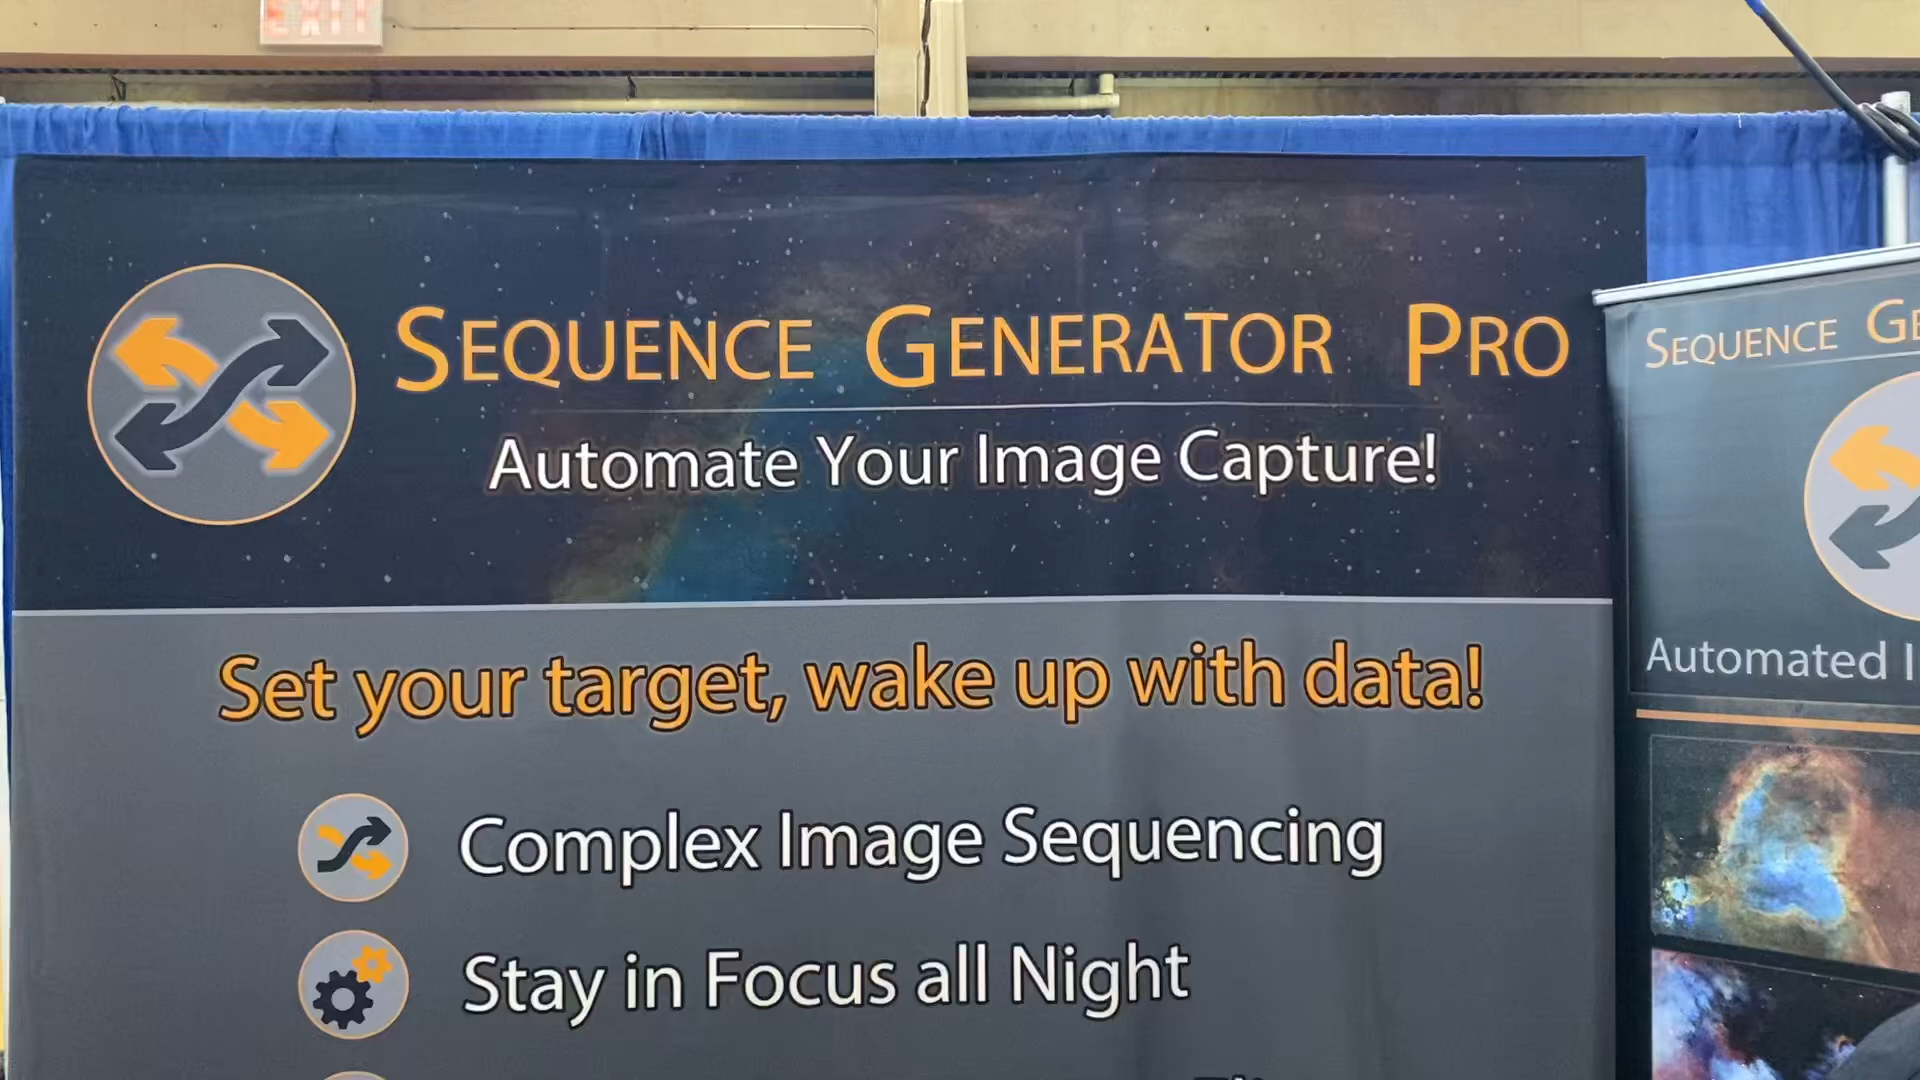 EXIT
SEQUENCE GENERATOR PRO
Automate Your Image Capture!
Set your target, wake up with data!
Complex Image Sequencing
Stay in Focus all Night
SEQUENCE
Automated